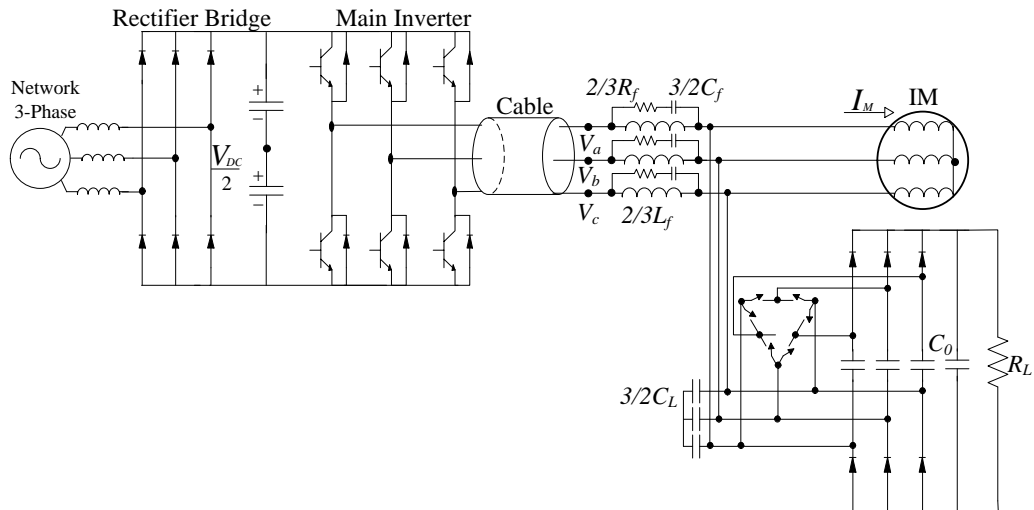 Rectifier Bridge
Main Inverter
Network
3-Phase
V_DC
2
+
−
+
−
Cable
2/3R_f
3/2C_f
V_a
V_b
V_c
2/3L_f
I_M
IM
3/2C_L
C_0
R_L